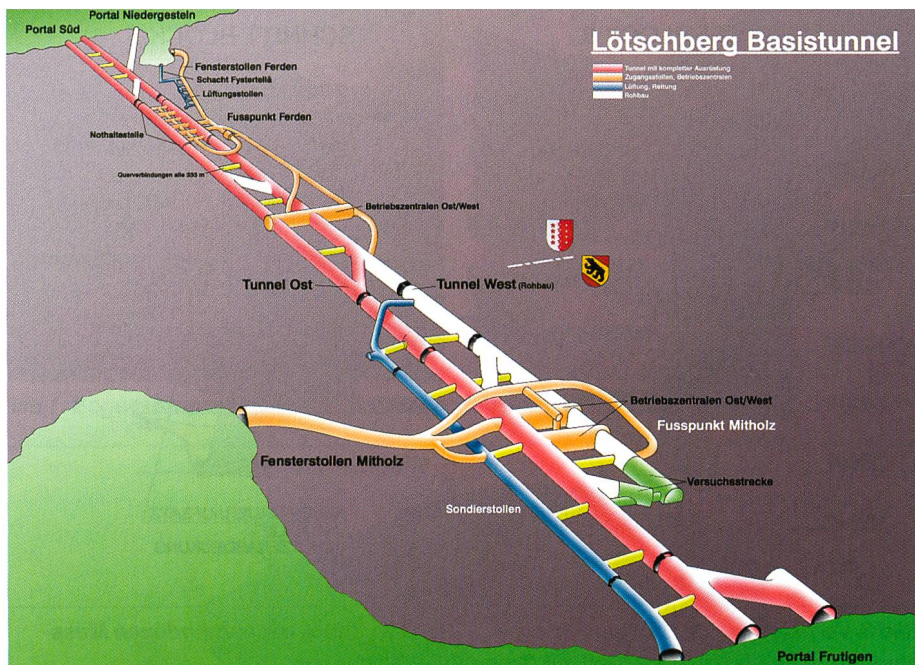 Portal Niedergesteln
Portal Süd
Lötschberg Basistunnel
Tunnel mit kompletter Ausrüstung
Zugangsstollen, Betriebszentralen
Lüftung, Rettung
Rohbau
Fensterstollen Ferden
Schacht Fystertellä
Lüftungsstollen
Fusspunkt Ferden
Nothaltestelle
Querverbindungen alle 333 m
Betriebszentralen Ost/West
Tunnel Ost
Tunnel West (Rohbau)
Betriebszentralen Ost/West
Fusspunkt Mitholz
Fensterstollen Mitholz
Versuchsstrecke
Sondierstollen
Portal Frutigen